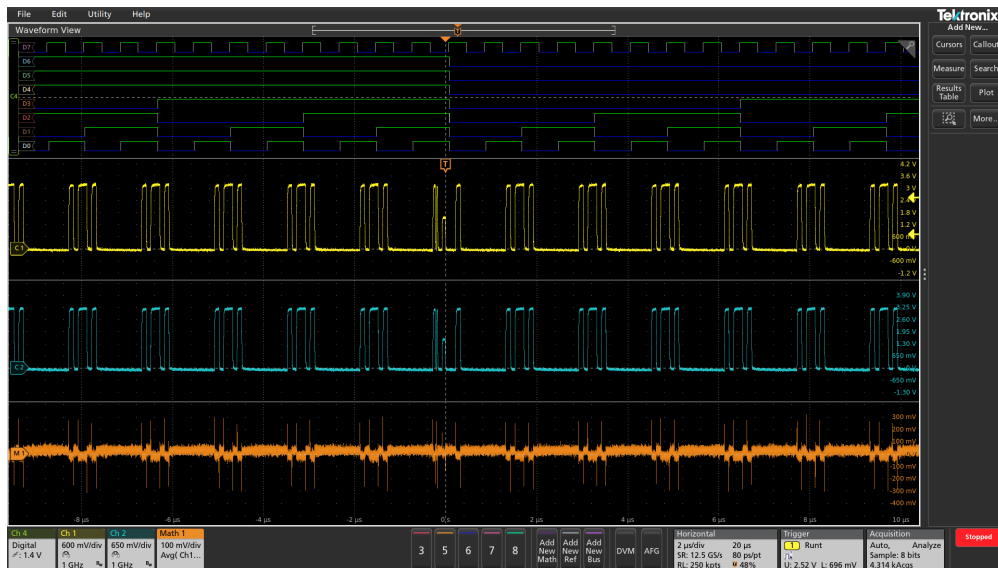 File Edit Utility Help
Tektronix
Waveform View
Add New...
Cursors Callout
Measure Search
Results Table Plot
More...
D7
D6
D5
D4
C4
D3
D2
D1
D0
T
4.2 V
3.6 V
3 V
1.8 V
1.2 V
-600 mV
-1.2 V
C1
3.90 V
3.25 V
2.60 V
1.95 V
1.30 V
650 mV
-650 mV
-1.30 V
C2
300 mV
200 mV
100 mV
-100 mV
-200 mV
-300 mV
-400 mV
M1
-8 µs -6 µs -4 µs -2 µs 0 s 2 µs 4 µs 6 µs 8 µs 10 µs
Ch 4
Digital
1.4 V
Ch 1
600 mV/div
1 GHz
Ch 2
650 mV/div
1 GHz
Math 1
100 mV/div
Avg( Ch1...
3 5 6 7 8
Add New Math
Add New Ref
Add New Bus
DVM AFG
Horizontal
2 µs/div 20 µs
SR: 12.5 GS/s 80 ps/pt
RL: 250 kpts 48%
Trigger
1 Runt
U: 2.52 V L: 696 mV
Acquisition
Auto, Analyze
Sample: 8 bits
4.314 kAcqs
Stopped